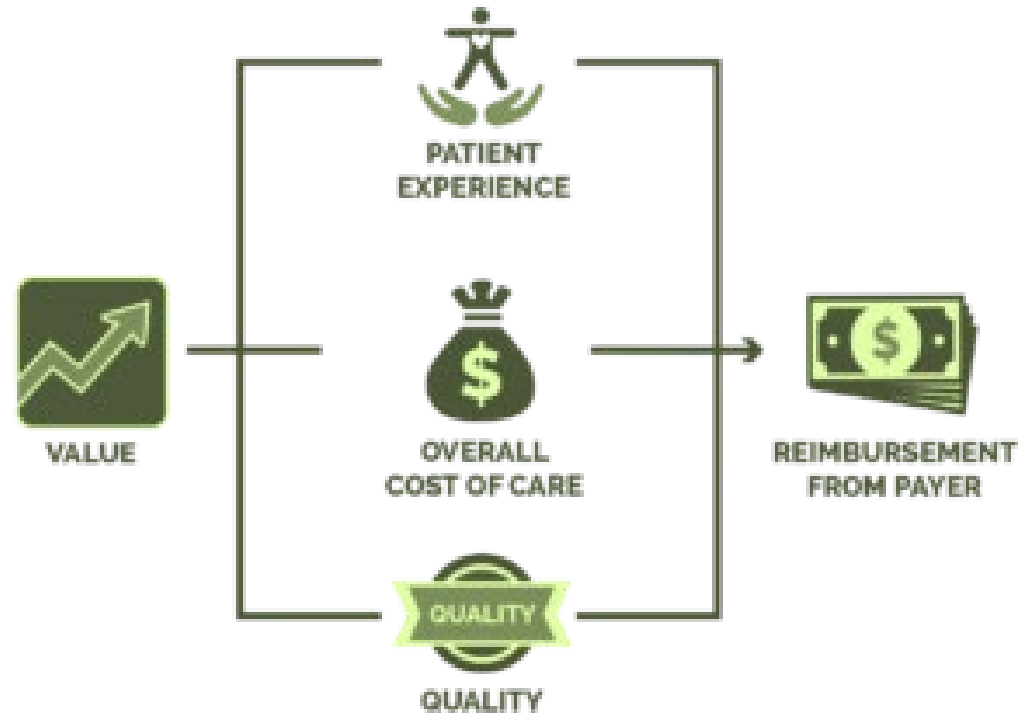 PATIENT
EXPERIENCE
$
OVERALL
COST OF CARE
VALUE
$
REIMBURSEMENT
FROM PAYER
QUALITY
QUALITY